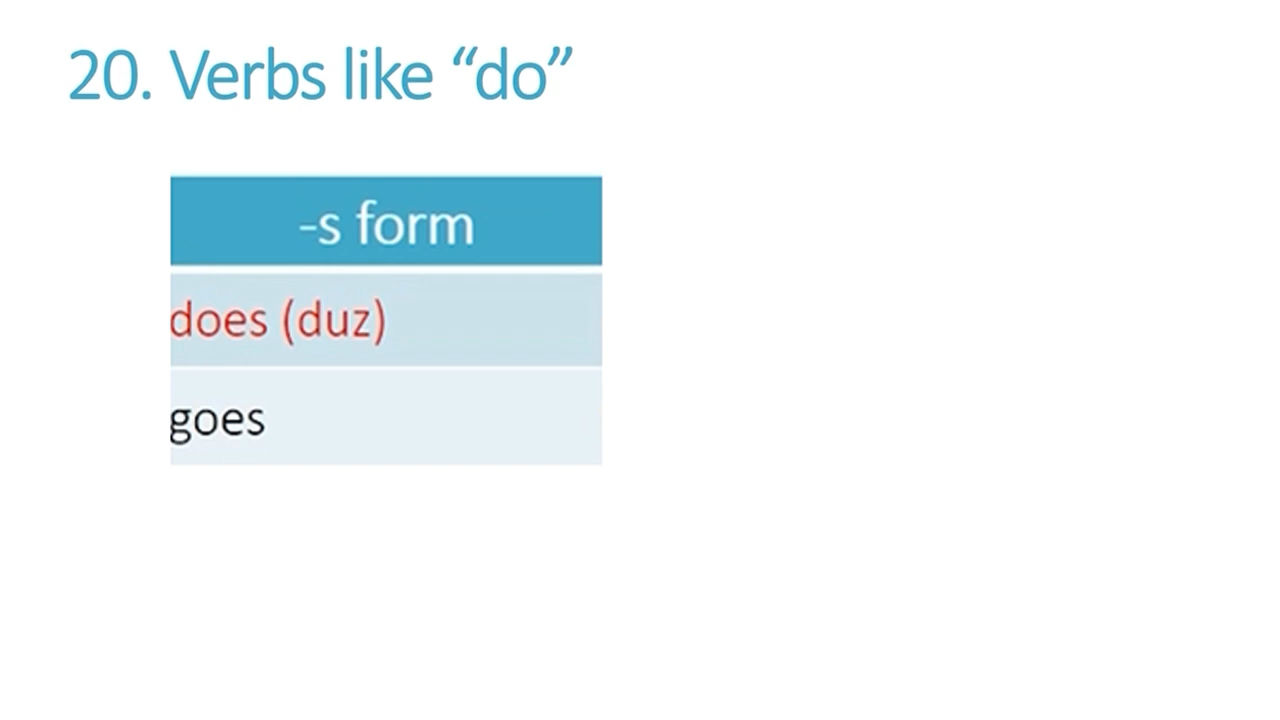 20. Verbs like “do”
-s form
does (duz)
goes